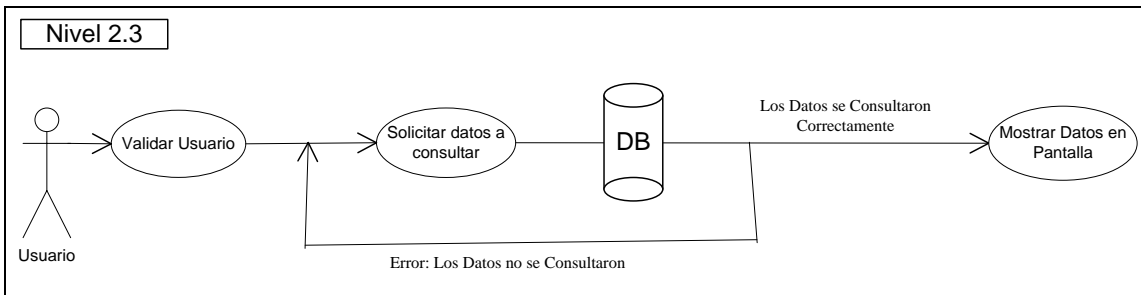 Nivel 2.3
Usuario
Validar Usuario
Solicitar datos a
consultar
DB
Los Datos se Consultaron
Correctamente
Mostrar Datos en
Pantalla
Error: Los Datos no se Consultaron